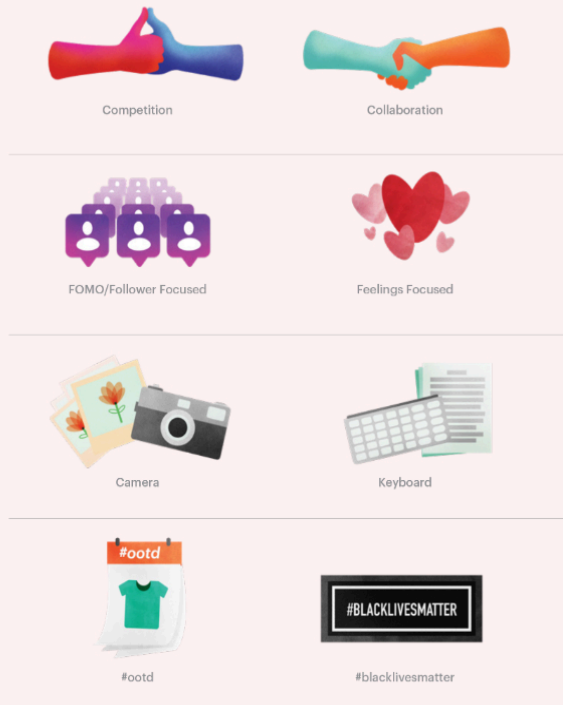 Competition
Collaboration
FOMO/Follower Focused
Feelings Focused
Camera
Keyboard
#ootd
#BLACKLIVESMATTER
#ootd
#blacklivesmatter